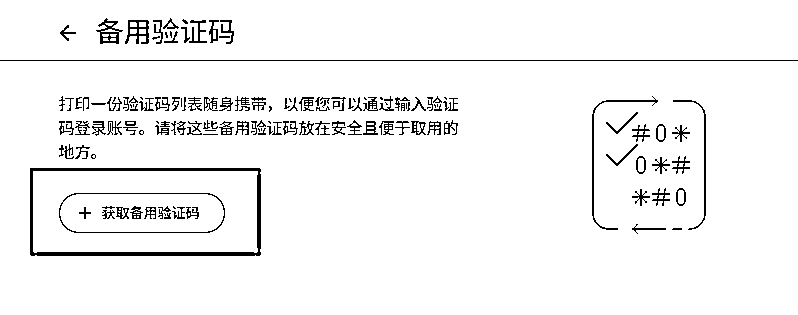 ← 备用验证码
打印一份验证码列表随身携带，以便您可以通过输入验证
码登录账号。请将这些备用验证码放在安全且便于取用的
地方。
+ 获取备用验证码
#0*
0*#
*#0